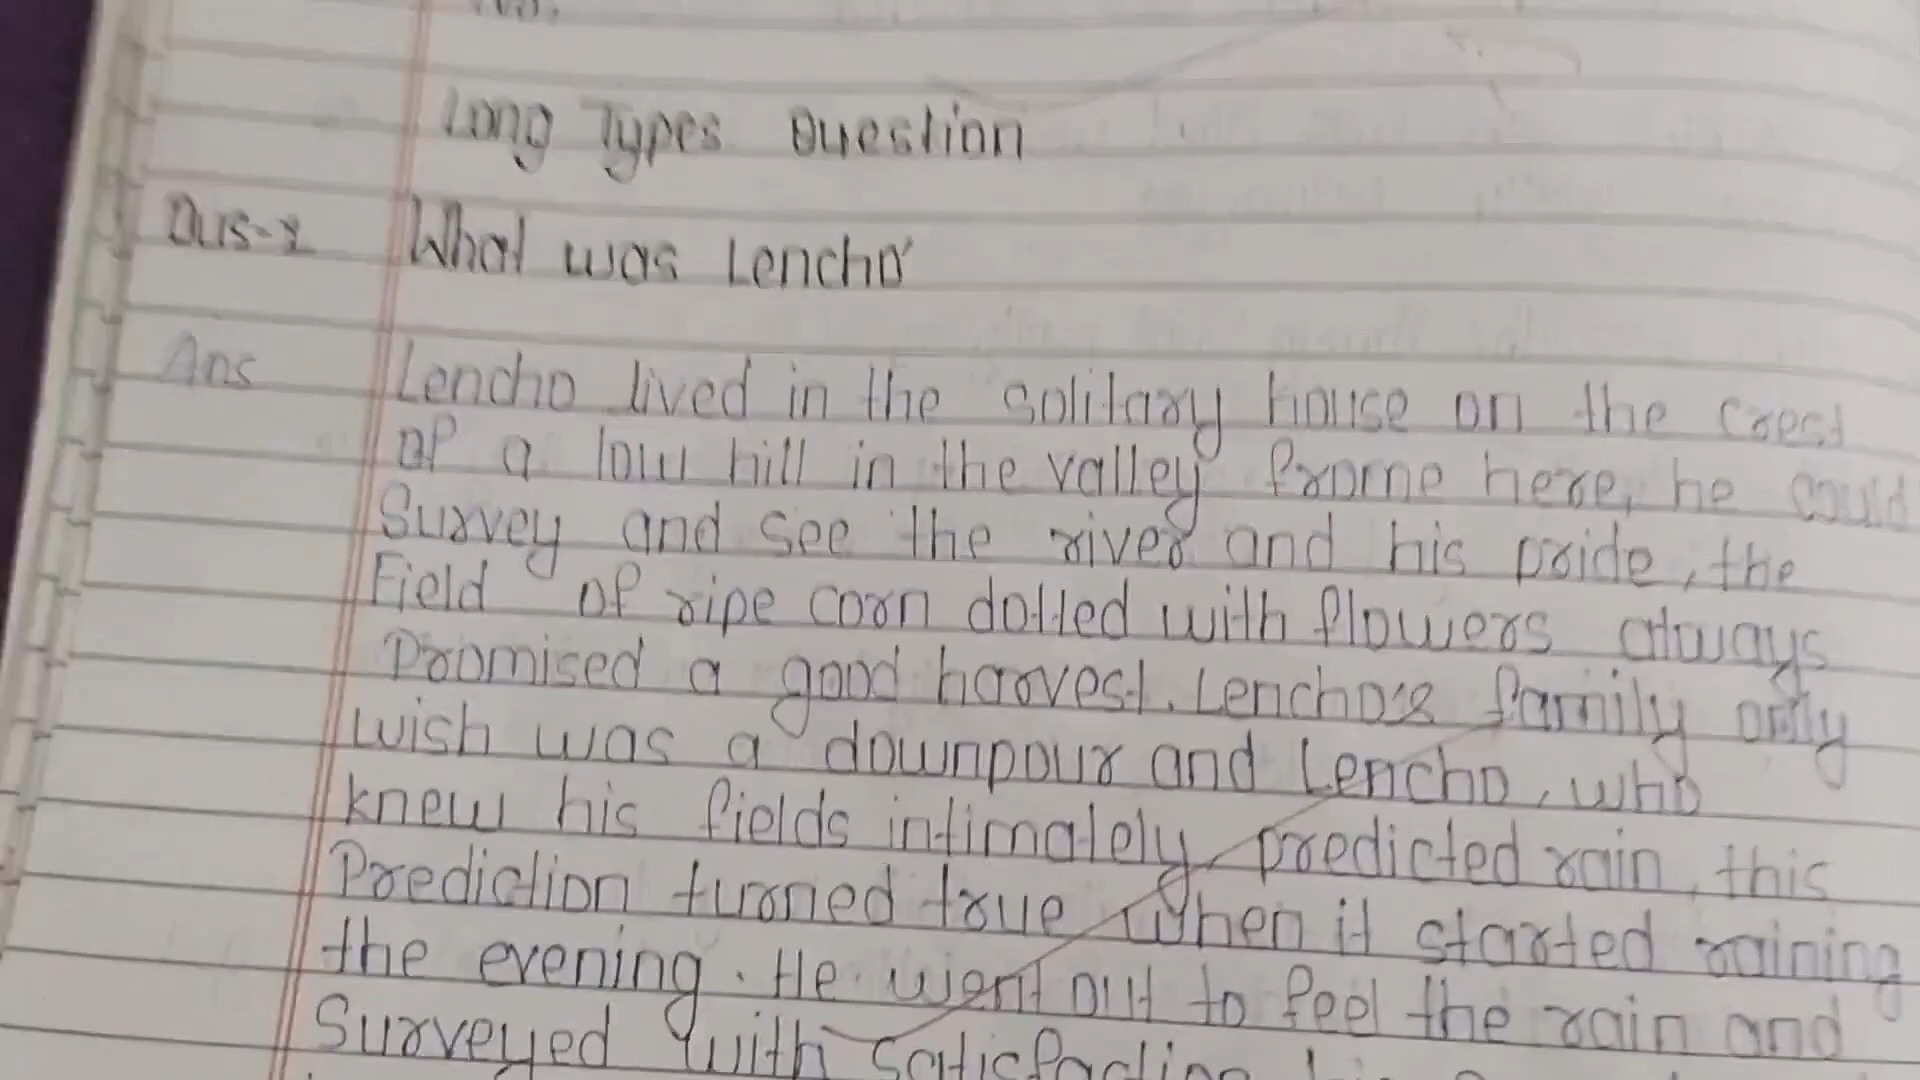 Long Types Question
Qus-1 What was Lencho'
Ans Lencho lived in the solitary house on the crest
of a low hill in the valley frome here, he could
Survey and see the river and his pride, the
Field of ripe corn dotted with flowers always
Promised a good harvest. Lencho's family only
wish was a downpour and Lencho, who
knew his fields intimately predicted rain, this
Prediction turned true when it started raining
the evening. He went out to feel the rain and
Surveyed with satisfaction